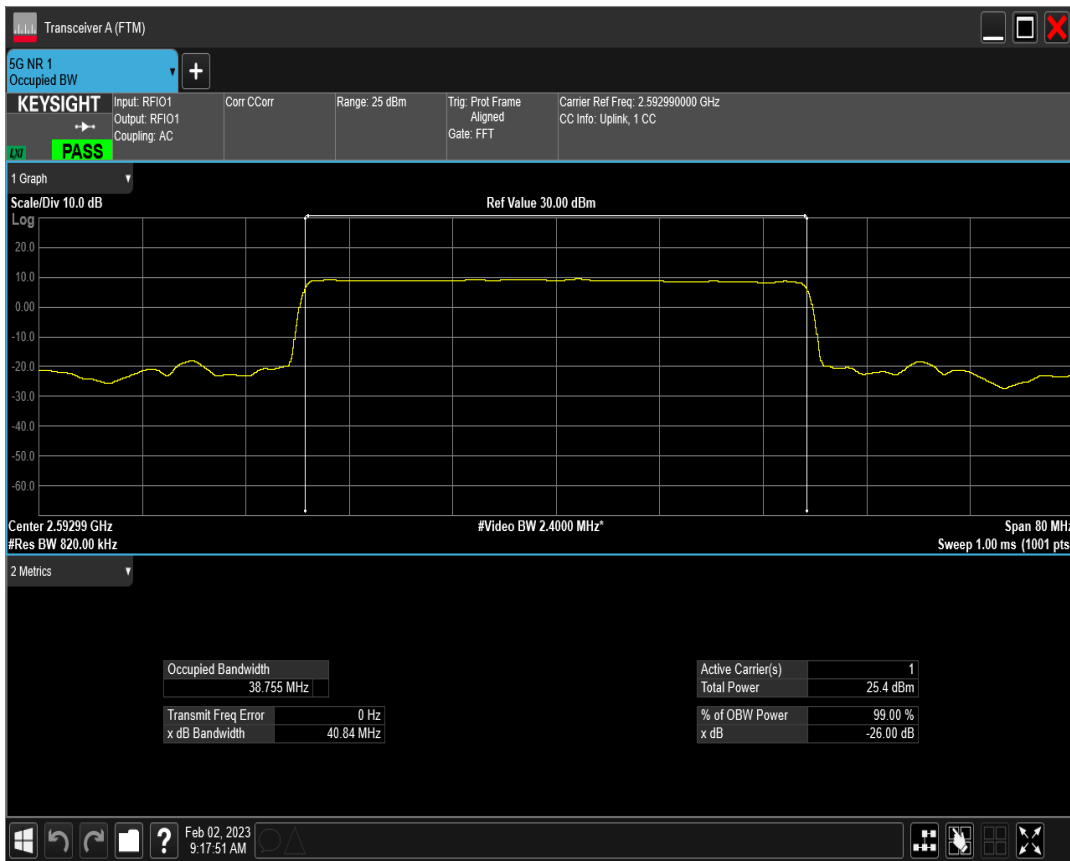 Transceiver A (FTM)
5G NR 1
Occupied BW
+
KEYSIGHT
LXI
PASS
Input: RFIO1
Output: RFIO1
Coupling: AC
Corr CCorr
Range: 25 dBm
Trig: Prot Frame
Aligned
Gate: FFT
Carrier Ref Freq: 2.592990000 GHz
CC Info: Uplink, 1 CC
1 Graph
Scale/Div 10.0 dB
Ref Value 30.00 dBm
Log
20.0
10.0
0.00
-10.0
-20.0
-30.0
-40.0
-50.0
-60.0
Center 2.59299 GHz
#Video BW 2.4000 MHz*
Span 80 MHz
#Res BW 820.00 kHz
Sweep 1.00 ms (1001 pts
2 Metrics
Occupied Bandwidth
38.755 MHz
Transmit Freq Error 0 Hz
x dB Bandwidth 40.84 MHz
Active Carrier(s) 1
Total Power 25.4 dBm
% of OBW Power 99.00 %
x dB -26.00 dB
?
Feb 02, 2023
9:17:51 AM